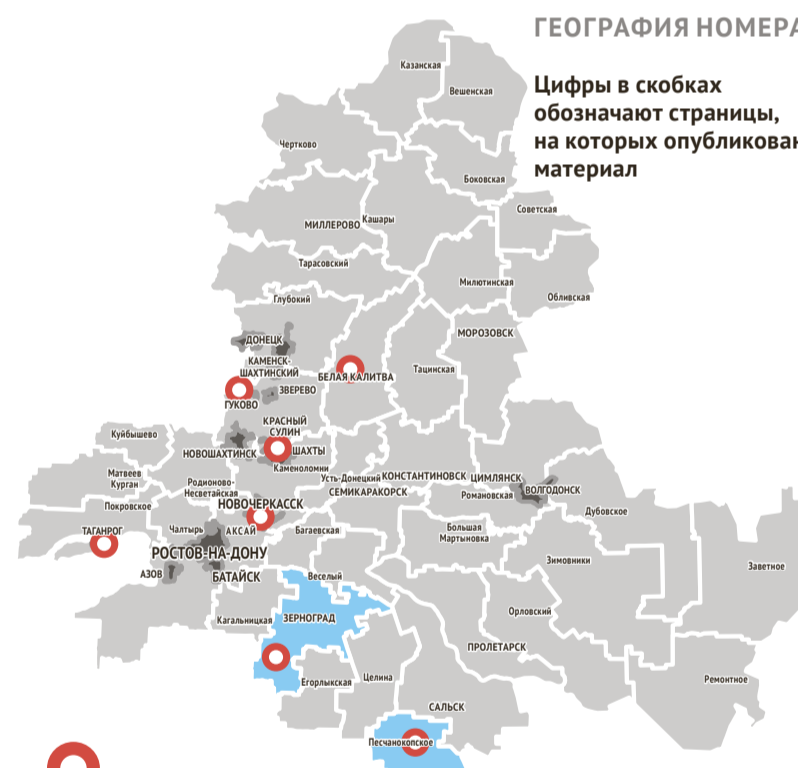 ГЕОГРАФИЯ НОМЕРА
Цифры в скобках
обозначают страницы,
на которых опубликован
материал
Казанская
Вешенская
Чертково
Боковская
Советская
МИЛЛЕРОВО
Кашары
Тарасовский
Милютинская
Обливская
Глубокий
МОРОЗОВСК
ДОНЕЦК
КАМЕНСК-
ШАХТИНСКИЙ
БЕЛАЯ КАЛИТВА
Тацинская
ЗВЕРЕВО
ГУКОВО
КРАСНЫЙ
СУЛИН
Куйбышево
НОВОШАХТИНСК
ШАХТЫ
Каменоломни
Матвеев
Курган
Родионово-
Несветайская
Усть-Донецкий
КОНСТАНТИНОВСК
ЦИМЛЯНСК
СЕМИКАРАКОРСК
Романовская
ВОЛГОДОНСК
Покровское
НОВОЧЕРКАССК
Дубовское
ТАГАНРОГ
Чалтырь
АКСАЙ
Багаевская
Большая
Мартыновка
РОСТОВ-НА-ДОНУ
Зимовники
Заветное
АЗОВ
БАТАЙСК
Веселый
Кагальницкая
ЗЕРНОГРАД
Орловский
ПРОЛЕТАРСК
Егорлыкская
Целина
Ремонтное
САЛЬСК
Песчанокопское